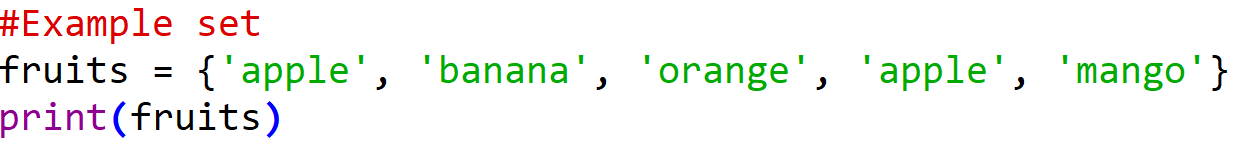 #Example set
fruits = {'apple', 'banana', 'orange', 'apple', 'mango'}
print(fruits)